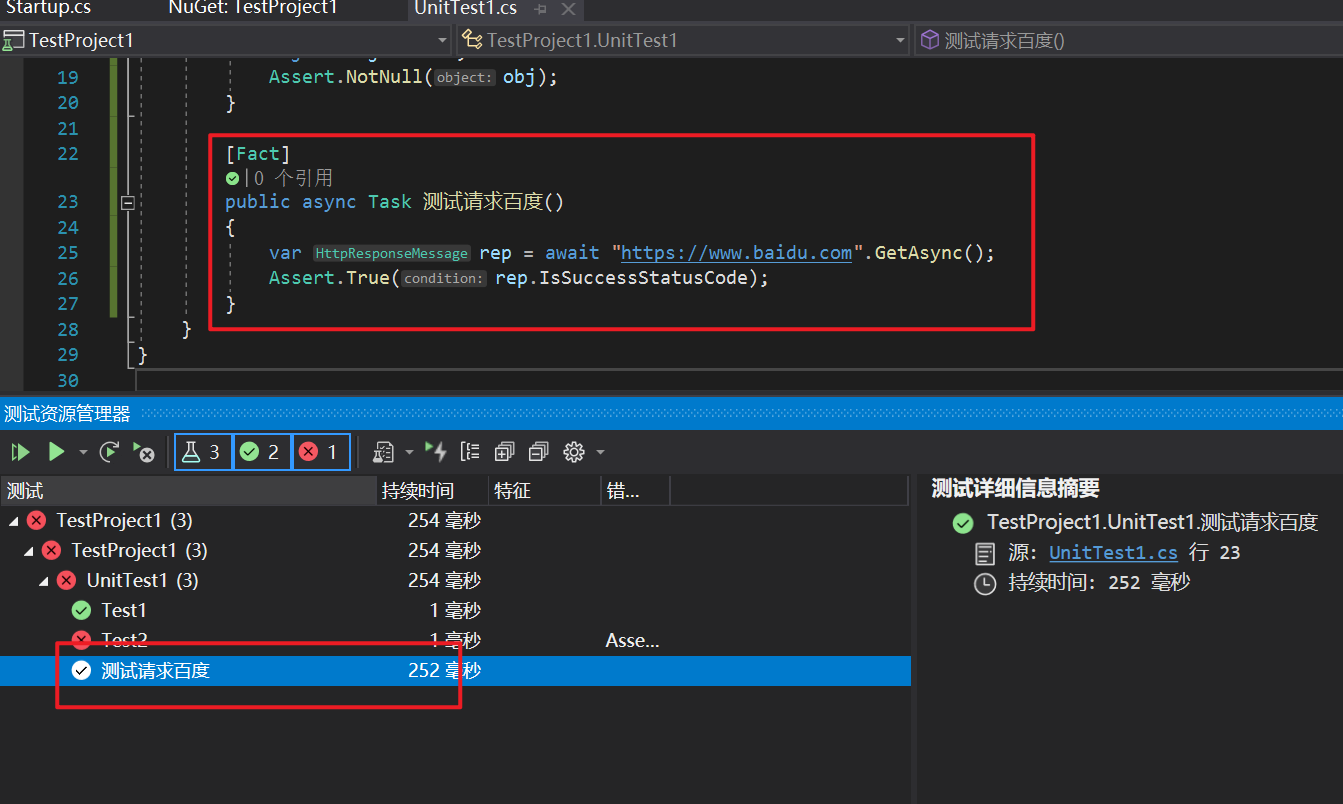 Startup.cs NuGet: TestProject1 UnitTest1.cs
TestProject1 TestProject1.UnitTest1 测试请求百度()
19 Assert.NotNull(object: obj);
20 }
21
22 [Fact]
0 个引用
23 public async Task 测试请求百度()
24 {
25 var HttpResponseMessage rep = await "https://www.baidu.com".GetAsync();
26 Assert.True(condition: rep.IsSuccessStatusCode);
27 }
28 }
29 }
30
测试资源管理器
3 2 1
测试 持续时间 特征 错...
TestProject1 (3) 254 毫秒
TestProject1 (3) 254 毫秒
UnitTest1 (3) 254 毫秒
Test1 1 毫秒
Test2 1 毫秒 Asse...
测试请求百度 252 毫秒
测试详细信息摘要
TestProject1.UnitTest1.测试请求百度
源: UnitTest1.cs 行 23
持续时间: 252 毫秒